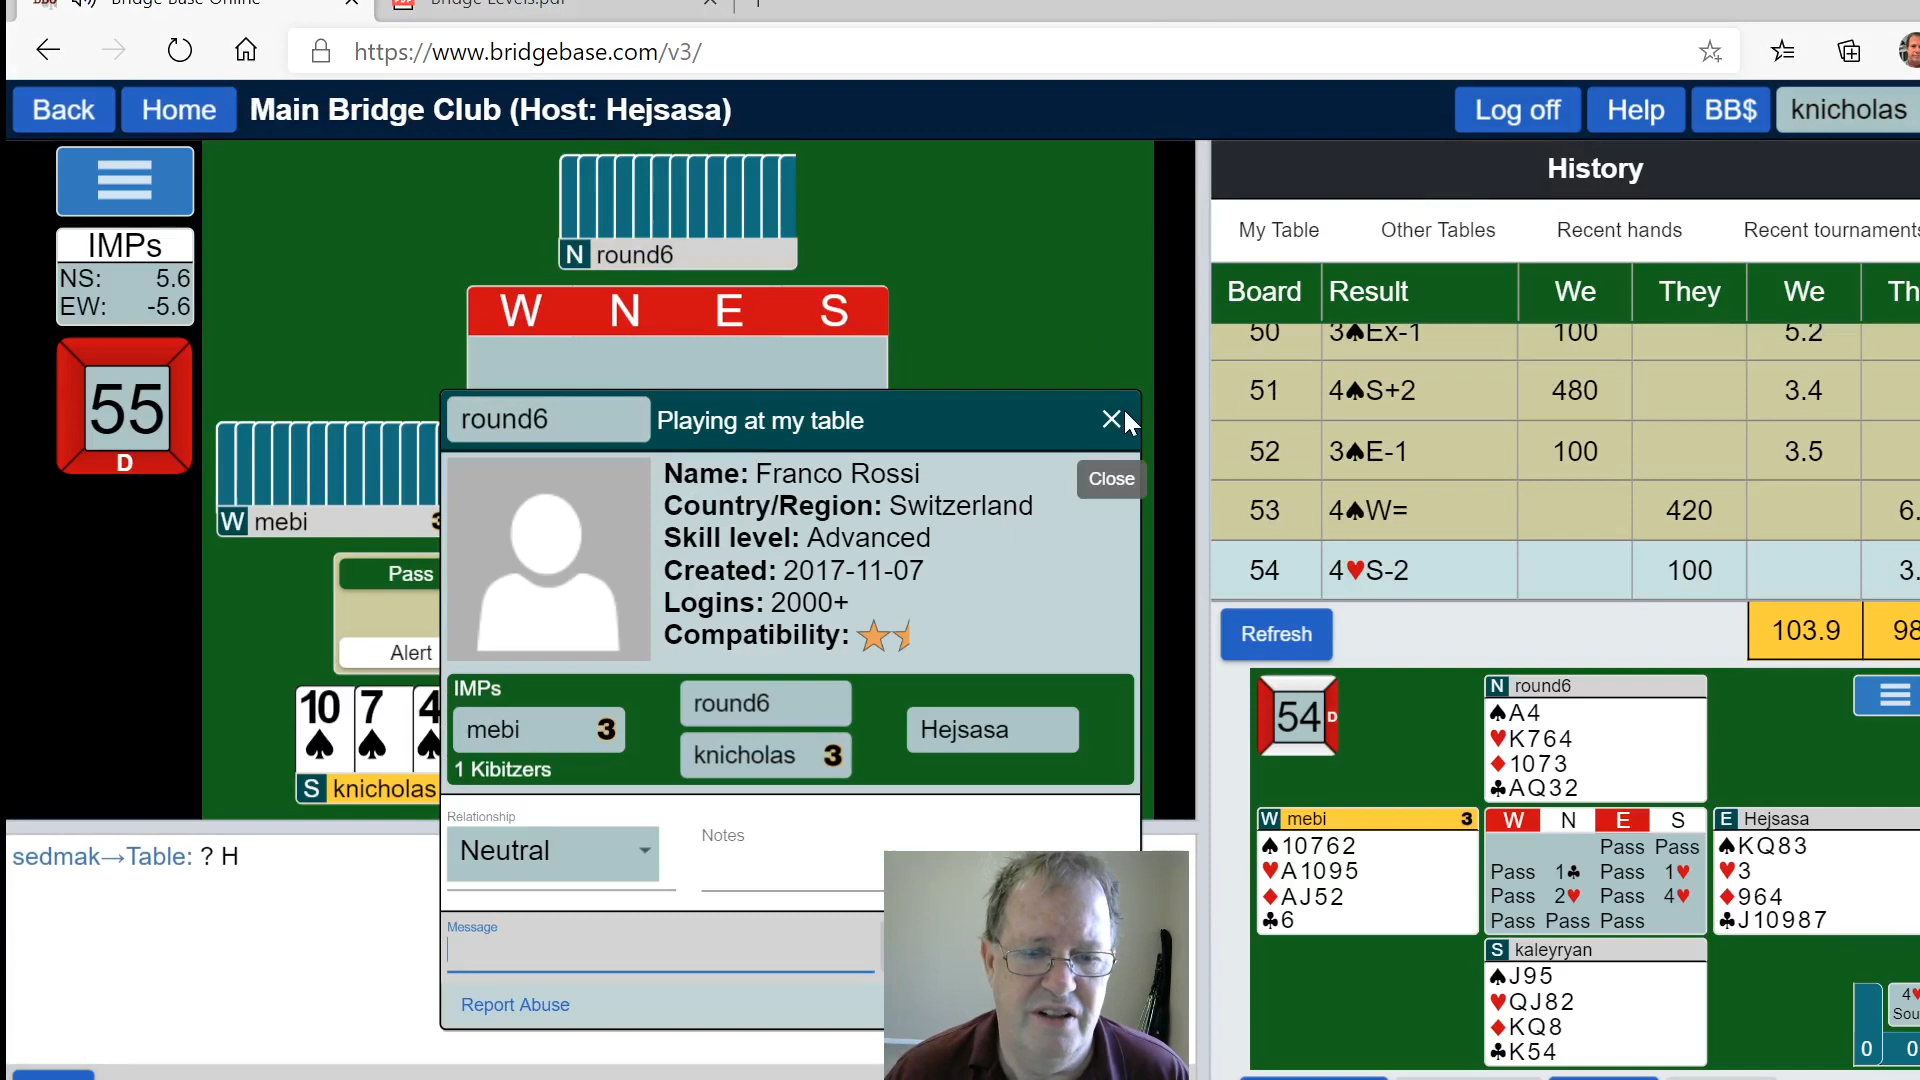 Bridge Base Online
Bridge Levels.pdf
https://www.bridgebase.com/v3/
Back
Home
Main Bridge Club (Host: Hejsasa)
Log off
Help
BB$
knicholas
IMPs
NS: 5.6
EW: -5.6
55
D
N round6
W N E S
W mebi 3
Pass
Alert
10 7 4
S knicholas
sedmak→Table: ? H
round6 Playing at my table
Close
Name: Franco Rossi
Country/Region: Switzerland
Skill level: Advanced
Created: 2017-11-07
Logins: 2000+
Compatibility:
IMPs
mebi 3
round6
knicholas 3
Hejsasa
1 Kibitzers
Relationship
Neutral
Notes
Message
Report Abuse
History
My Table
Other Tables
Recent hands
Recent tournaments
Board Result We They We Th
50 3♠Ex-1 100 5.2
51 4♠S+2 480 3.4
52 3♠E-1 100 3.5
53 4♠W= 420 6.
54 4♥S-2 100 3.
Refresh
103.9 98
54 D
N round6
♠A4
♥K764
♦1073
♣AQ32
W mebi 3
♠10762
♥A1095
♦AJ52
♣6
W N E S
Pass Pass
Pass 1♣ Pass 1♥
Pass 2♥ Pass 4♥
Pass Pass Pass
E Hejsasa
♠KQ83
♥3
♦964
♣J10987
S kaleyryan
♠J95
♥QJ82
♦KQ8
♣K54
4♥
Sou
0 0